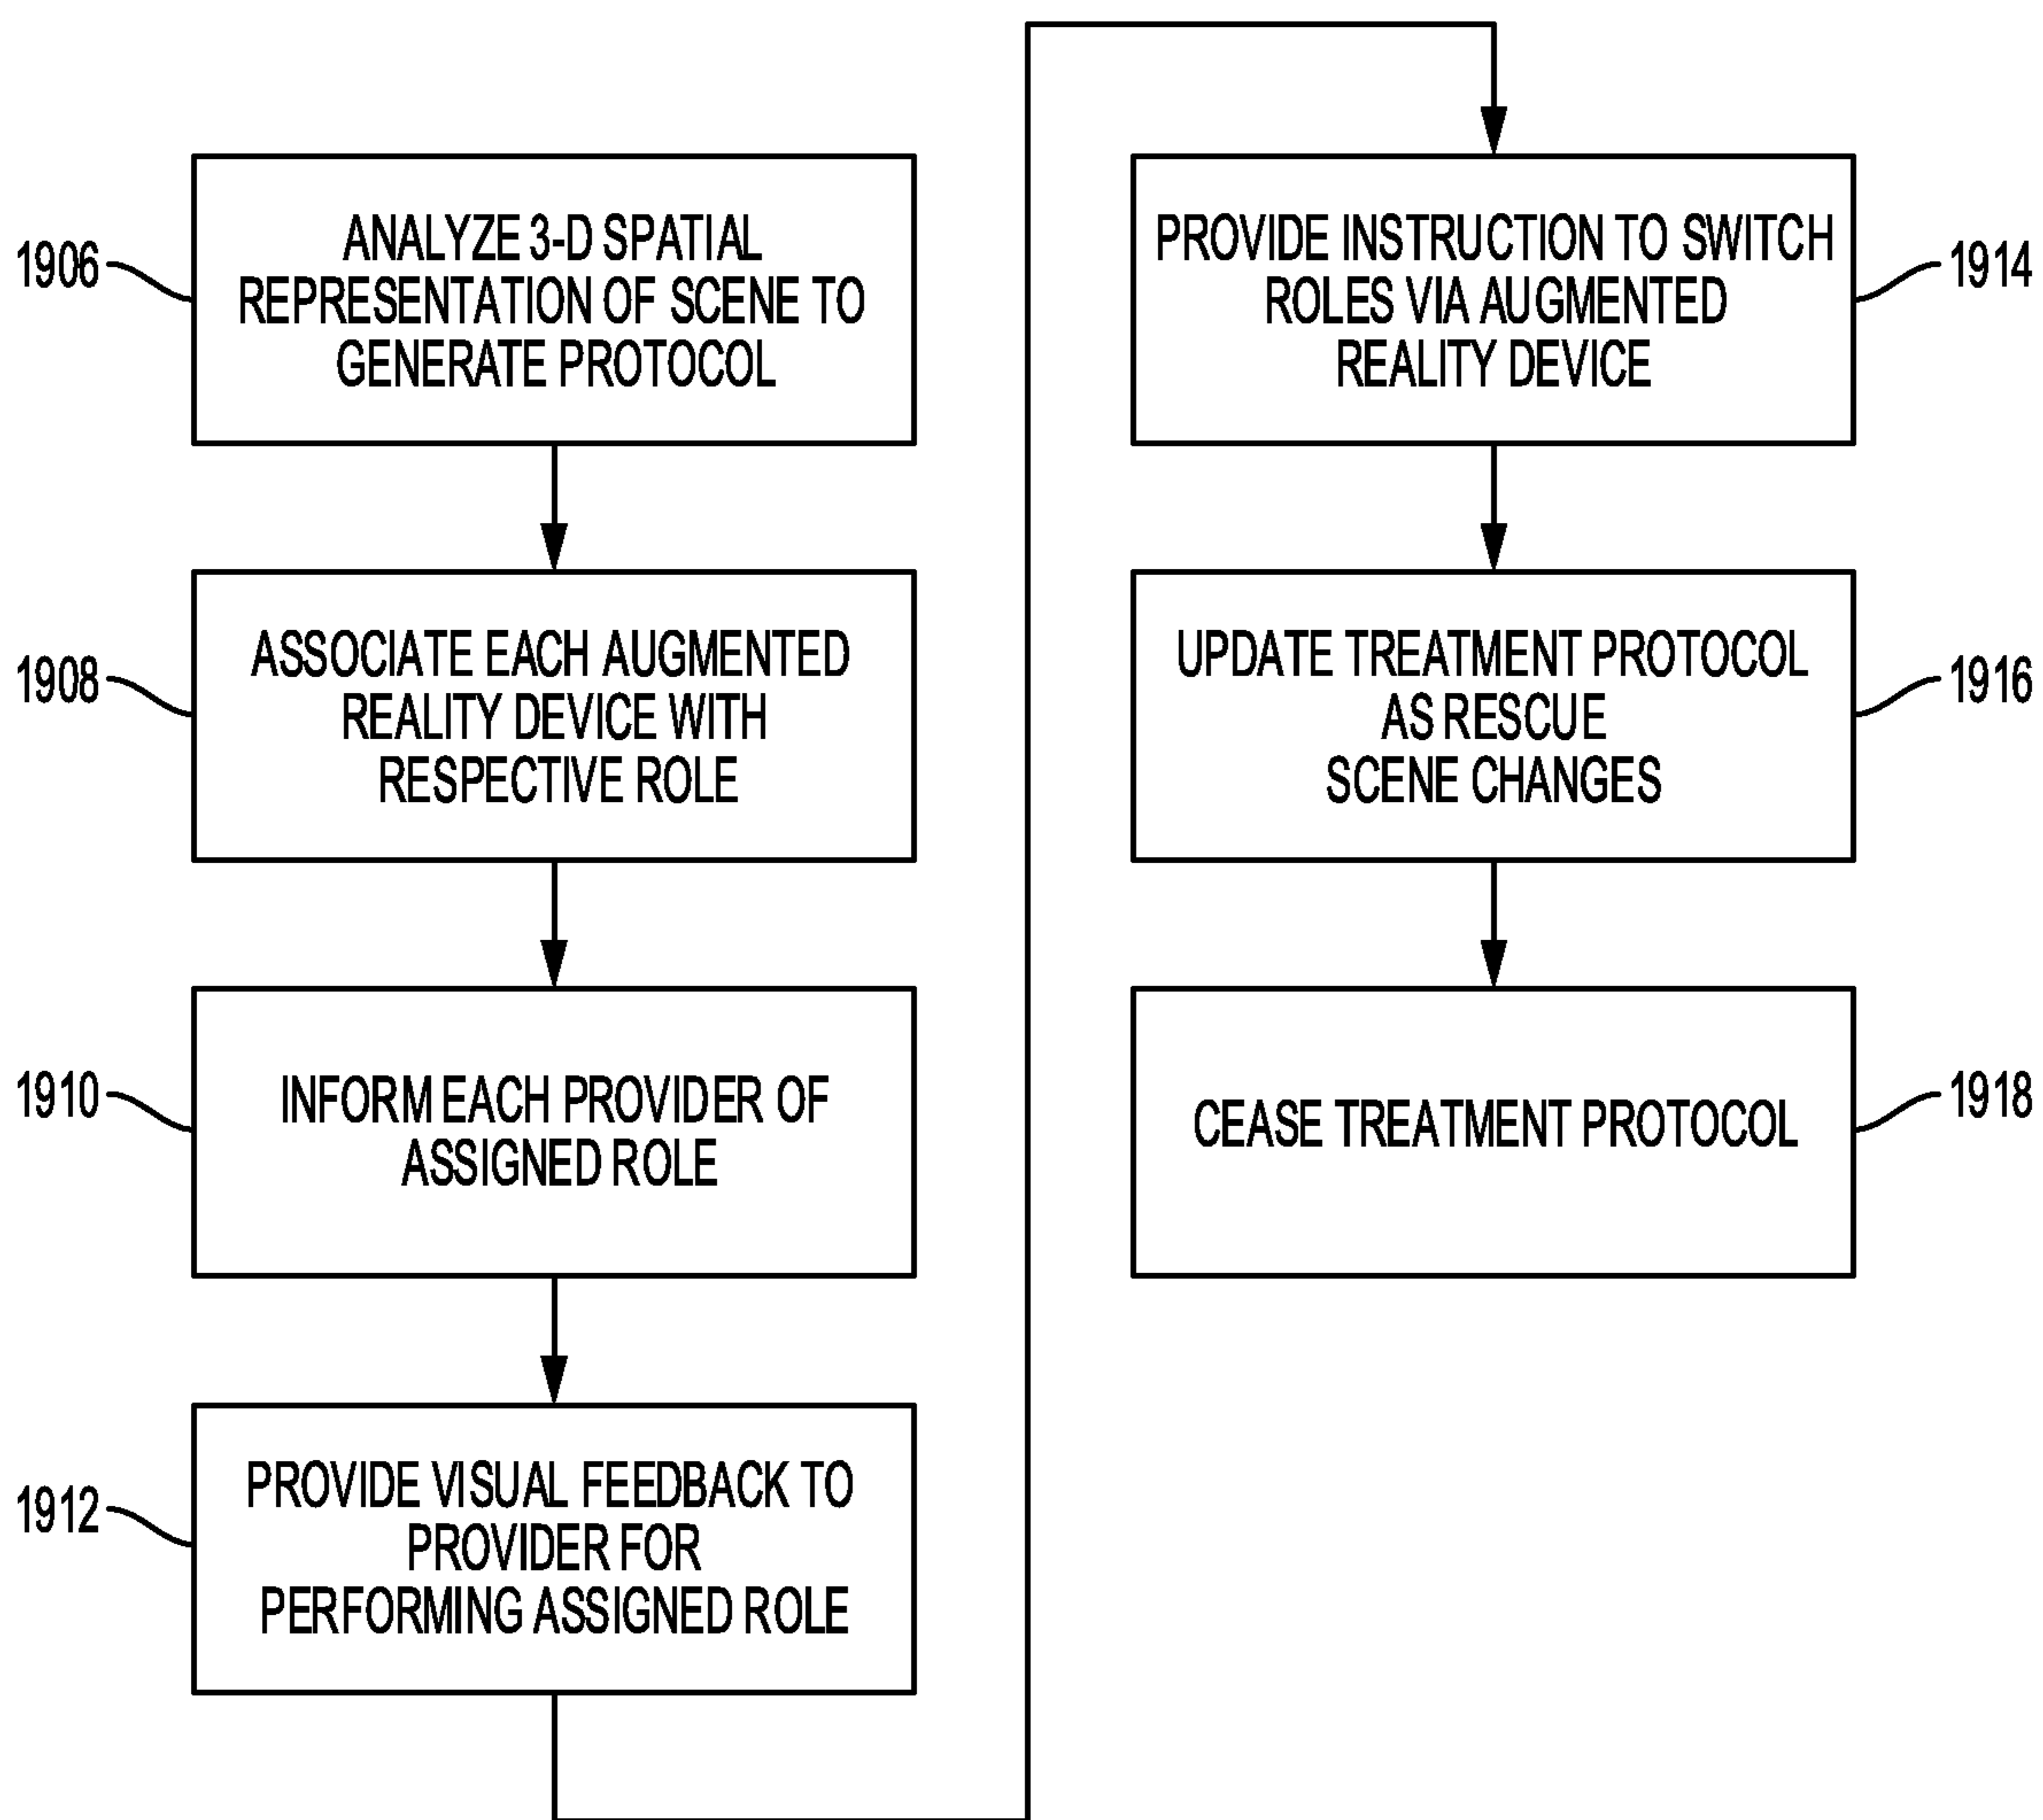 1906
ANALYZE 3-D SPATIAL
REPRESENTATION OF SCENE TO
GENERATE PROTOCOL
1908
ASSOCIATE EACH AUGMENTED
REALITY DEVICE WITH
RESPECTIVE ROLE
1910
INFORM EACH PROVIDER OF
ASSIGNED ROLE
1912
PROVIDE VISUAL FEEDBACK TO
PROVIDER FOR
PERFORMING ASSIGNED ROLE
PROVIDE INSTRUCTION TO SWITCH
ROLES VIA AUGMENTED
REALITY DEVICE
1914
UPDATE TREATMENT PROTOCOL
AS RESCUE
SCENE CHANGES
1916
CEASE TREATMENT PROTOCOL
1918